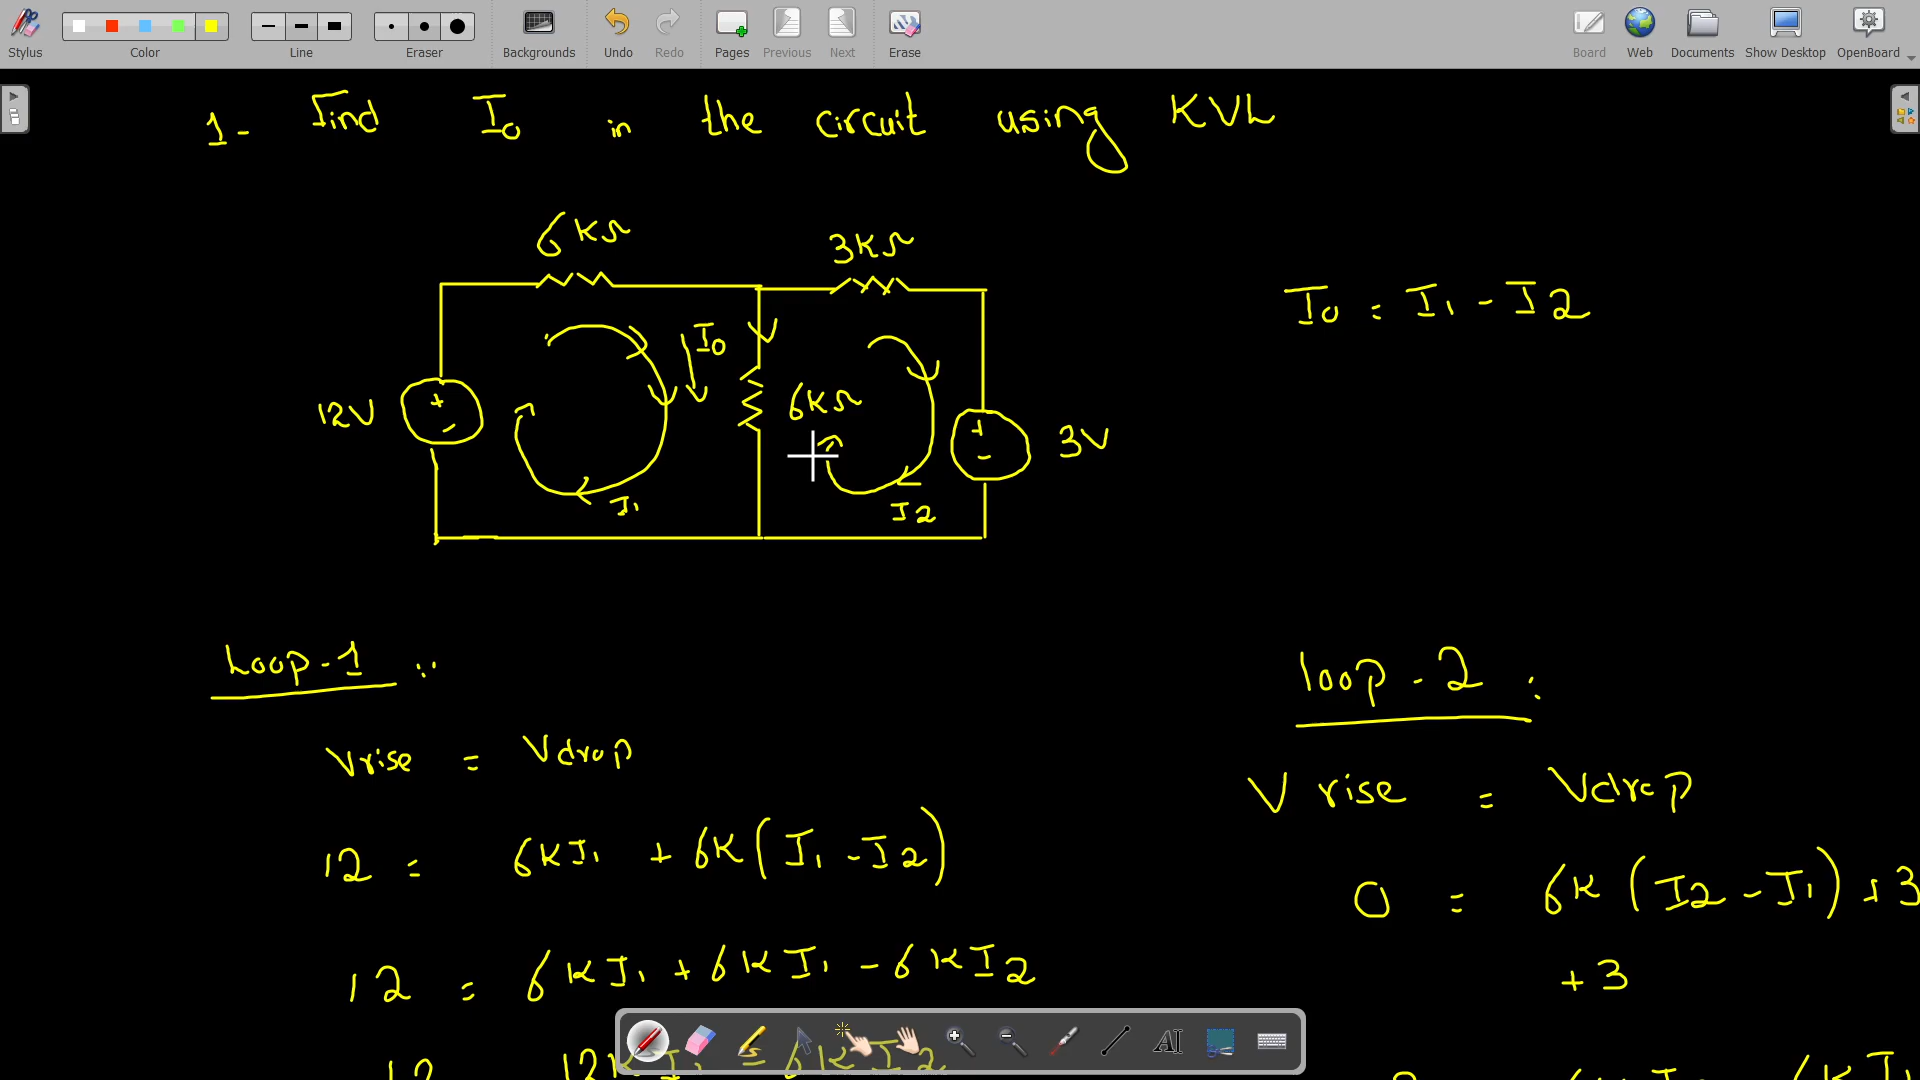 Stylus Color Line Eraser Backgrounds Undo Redo Pages Previous Next Erase Board Web Documents Show Desktop OpenBoard
1- Find Io in the circuit using KVL
6KΩ
3KΩ
Io = I1 - I2
Io
12V
+
-
6KΩ
+
-
3V
I1
I2
Loop-1 :
Vrise = Vdrop
12 = 6KI1 + 6K(I1 - I2)
12 = 6KI1 + 6KI1 - 6KI2
12 = 12KI1 - 6KI2
loop-2 :
V rise = Vdrop
0 = 6K(I2 - I1) + 3
+ 3